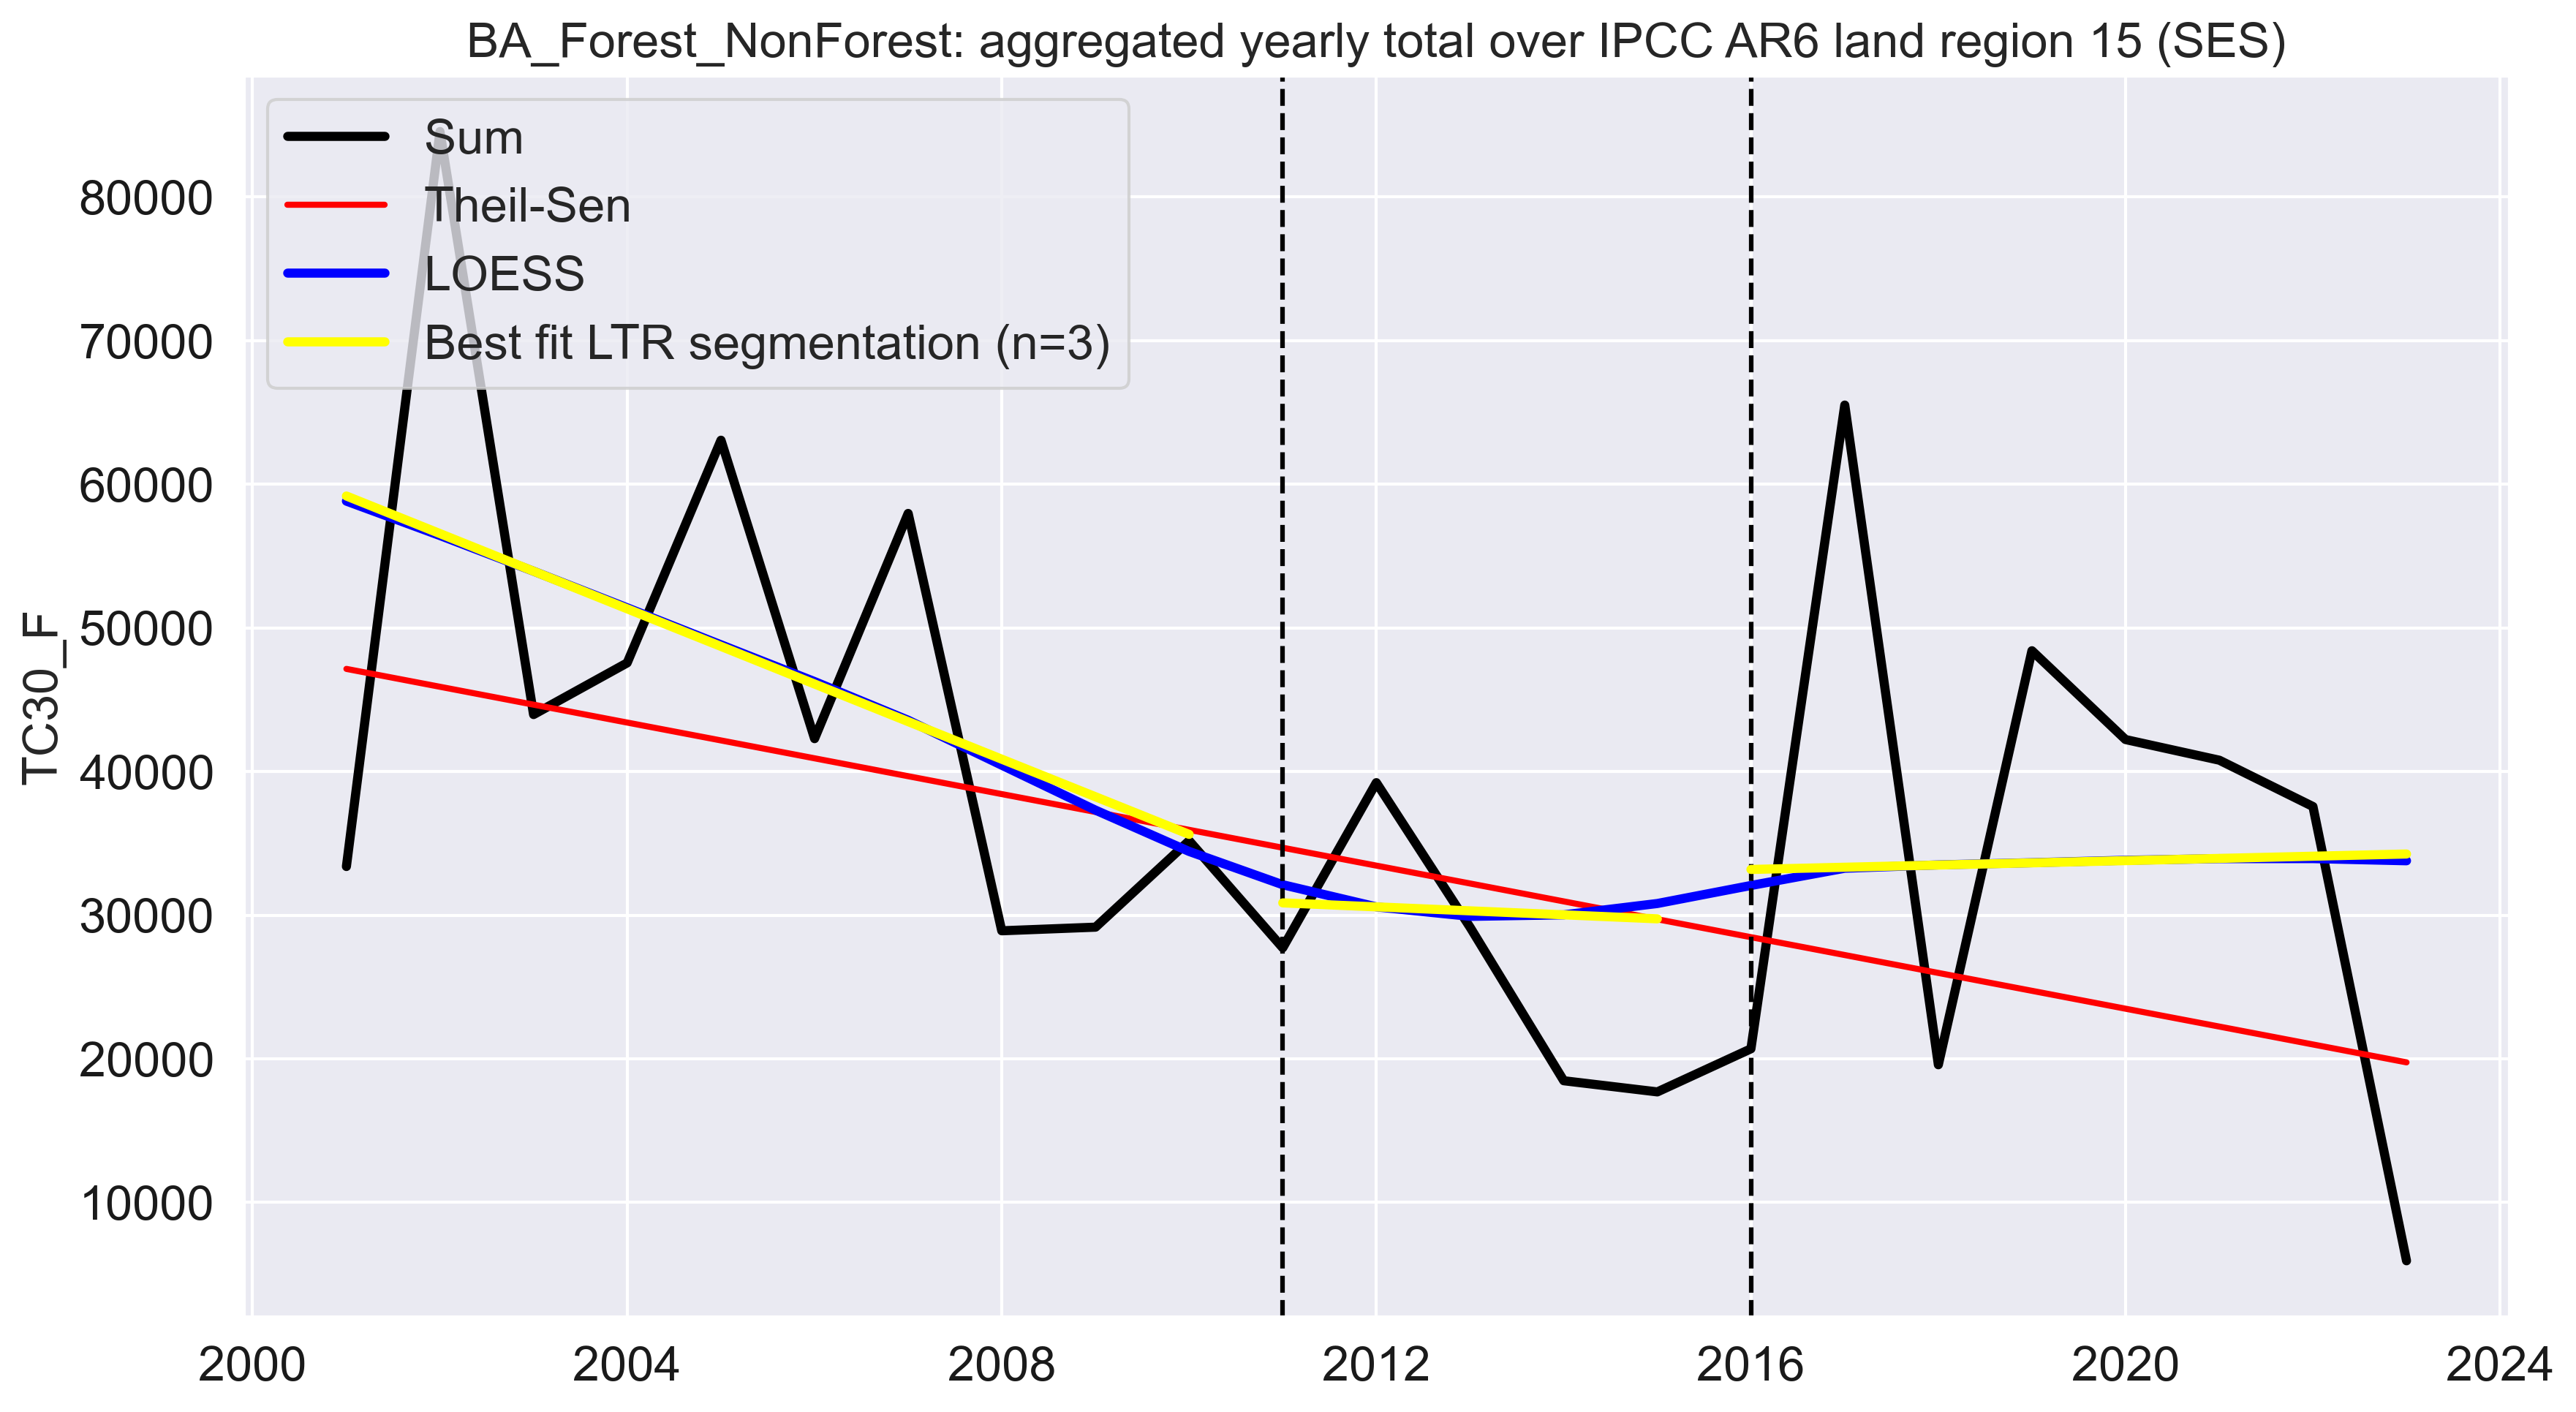 BA_Forest_NonForest: aggregated yearly total over IPCC AR6 land region 15 (SES)
Sum
Theil-Sen
LOESS
Best fit LTR segmentation (n=3)
TC30_F
80000
70000
60000
50000
40000
30000
20000
10000
2000 2004 2008 2012 2016 2020 2024